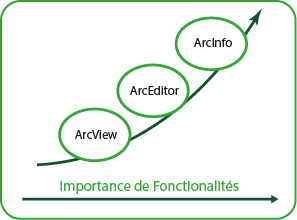 ArcInfo
ArcEditor
ArcView
Importance de Fonctionalités